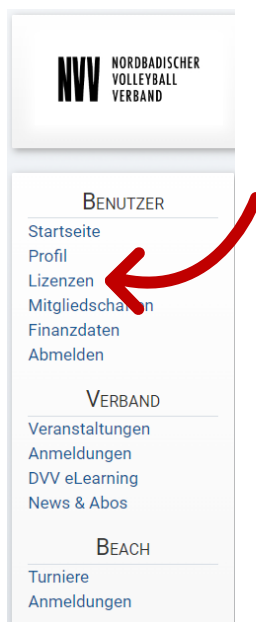 NVV
NORDBADISCHER
VOLLEYBALL
VERBAND
BENUTZER
Startseite
Profil
Lizenzen
Mitgliedschaften
Finanzdaten
Abmelden
VERBAND
Veranstaltungen
Anmeldungen
DVV eLearning
News & Abos
BEACH
Turniere
Anmeldungen